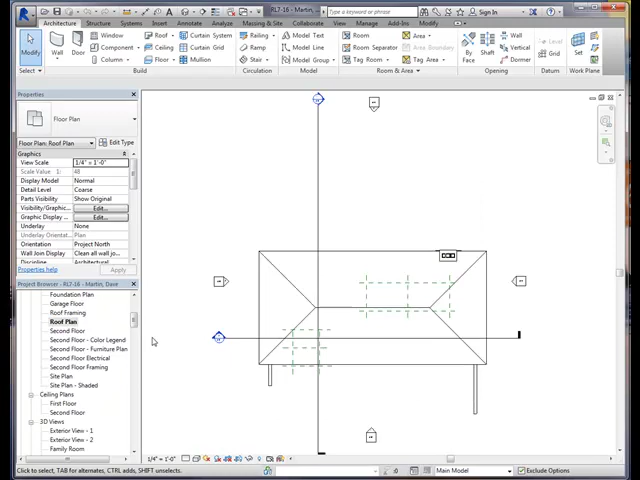 RL7-16 - Martin, ...
Sign In
Architecture Structure Systems Insert Annotate Analyze Massing & Site Collaborate View Manage Add-Ins Modify
Modify
Wall
Door
Window
Component
Column
Roof
Ceiling
Floor
Curtain System
Curtain Grid
Mullion
Railing
Ramp
Stair
Model Text
Model Line
Model Group
Room
Room Separator
Tag Room
Area
Area Boundary
Tag Area
By Face
Shaft
Wall
Vertical
Dormer
Level
Grid
Set
Select
Build
Circulation
Model
Room & Area
Opening
Datum
Work Plane
Properties
Floor Plan
Floor Plan: Roof Plan
Edit Type
Graphics
View Scale 1/4" = 1'-0"
Scale Value 1: 48
Display Model Normal
Detail Level Coarse
Parts Visibility Show Original
Visibility/Graphic... Edit...
Graphic Display ... Edit...
Underlay None
Underlay Orientat... Plan
Orientation Project North
Wall Join Display Clean all wall jo...
Discipline Architectural
Properties help
Apply
Project Browser - RL7-16 - Martin, Dase
Foundation Plan
Garage Floor
Roof Framing
Roof Plan
Second Floor
Second Floor - Color Legend
Second Floor - Furniture Plan
Second Floor Electrical
Second Floor Framing
Site Plan
Site Plan - Shaded
Ceiling Plans
First Floor
Second Floor
3D Views
Exterior View - 1
Exterior View - 2
Family Room
1/4" = 1'-0"
Click to select, TAB for alternates, CTRL adds, SHIFT unselects.
:0
Main Model
Exclude Options